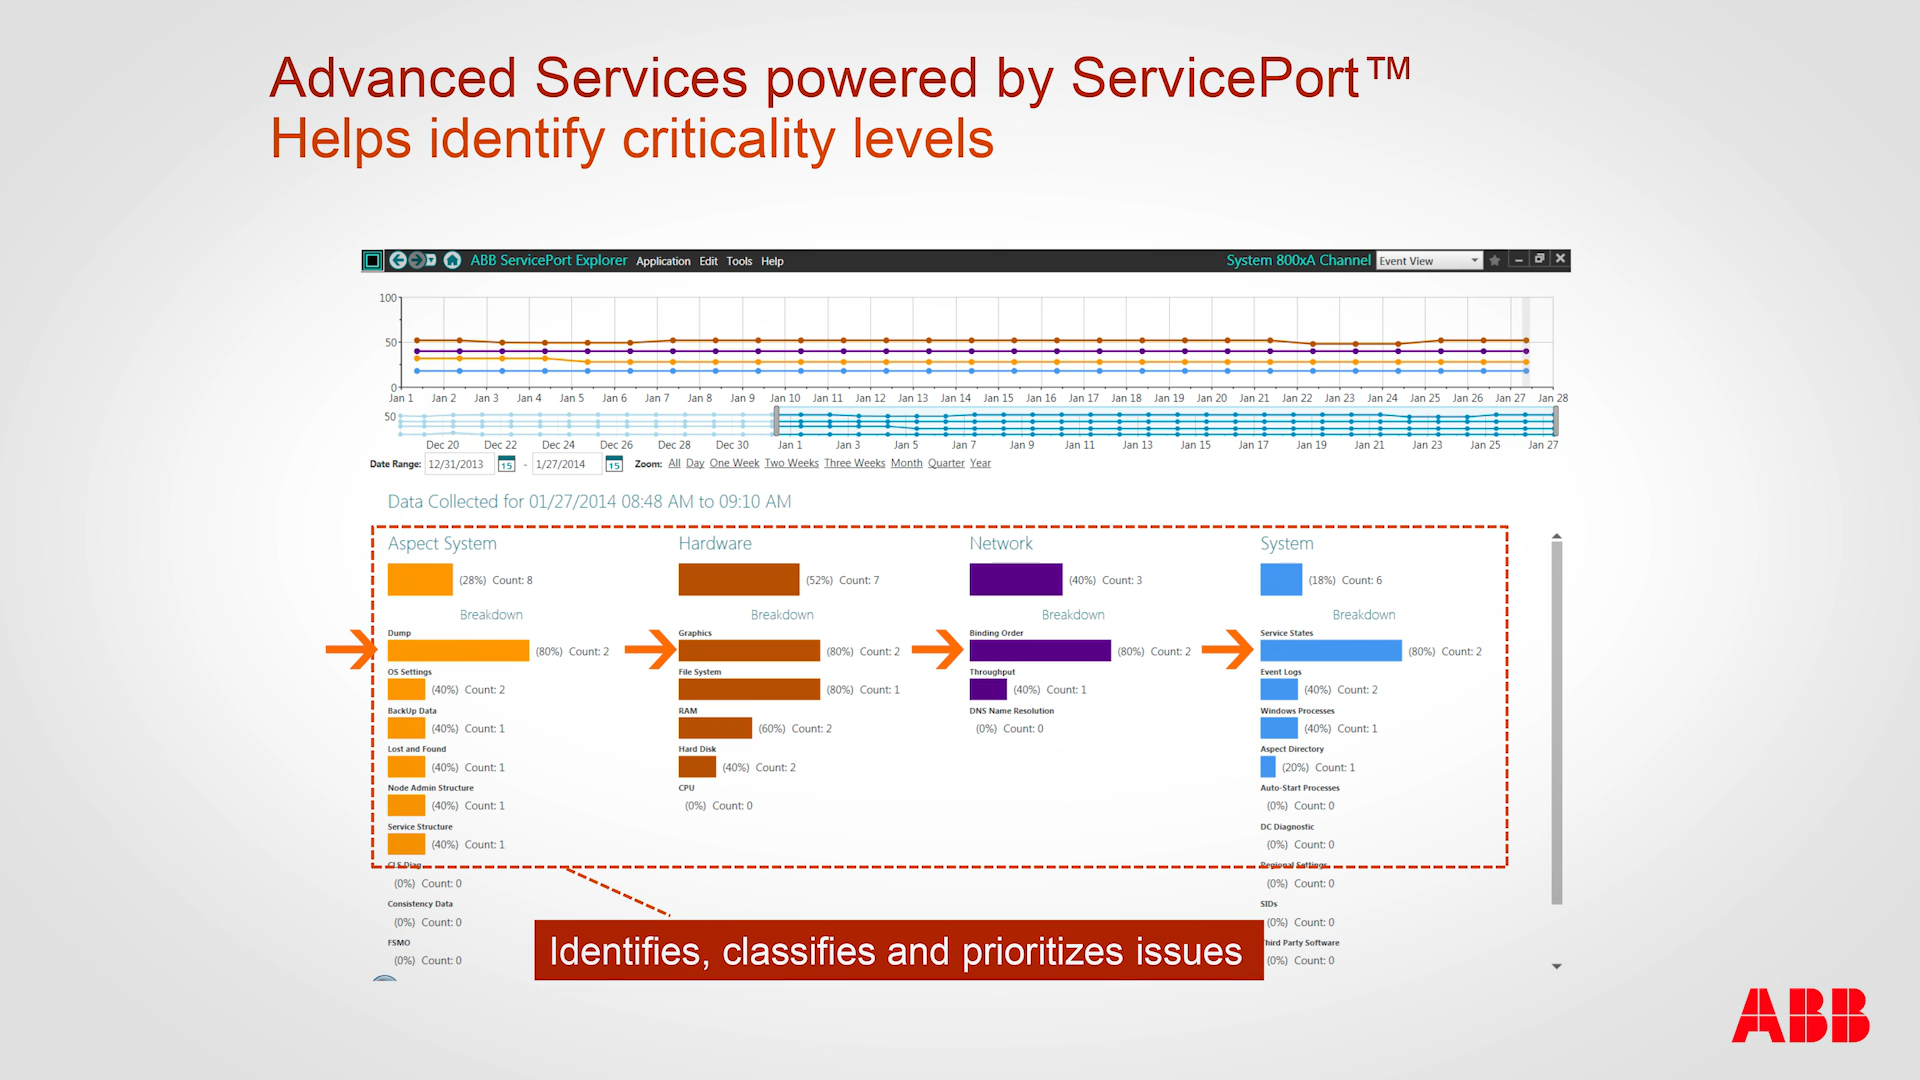 Advanced Services powered by ServicePort™
Helps identify criticality levels
ABB ServicePort Explorer Application Edit Tools Help System 800xA Channel Event View
100
50
0
Jan 1 Jan 2 Jan 3 Jan 4 Jan 5 Jan 6 Jan 7 Jan 8 Jan 9 Jan 10 Jan 11 Jan 12 Jan 13 Jan 14 Jan 15 Jan 16 Jan 17 Jan 18 Jan 19 Jan 20 Jan 21 Jan 22 Jan 23 Jan 24 Jan 25 Jan 26 Jan 27 Jan 28
50
Dec 20 Dec 22 Dec 24 Dec 26 Dec 28 Dec 30 Jan 1 Jan 3 Jan 5 Jan 7 Jan 9 Jan 11 Jan 13 Jan 15 Jan 17 Jan 19 Jan 21 Jan 23 Jan 25 Jan 27
Date Range: 12/31/2013 15 - 1/27/2014 15 Zoom: All Day One Week Two Weeks Three Weeks Month Quarter Year
Data Collected for 01/27/2014 08:48 AM to 09:10 AM
Aspect System
(28%) Count: 8
Breakdown
Dump
(80%) Count: 2
OS Settings
(40%) Count: 2
BackUp Data
(40%) Count: 1
Lost and Found
(40%) Count: 1
Node Admin Structure
(40%) Count: 1
Service Structure
(40%) Count: 1
CLS Diag
(0%) Count: 0
Consistency Data
(0%) Count: 0
FSMO
(0%) Count: 0
Hardware
(52%) Count: 7
Breakdown
Graphics
(80%) Count: 2
File System
(80%) Count: 1
RAM
(60%) Count: 2
Hard Disk
(40%) Count: 2
CPU
(0%) Count: 0
Network
(40%) Count: 3
Breakdown
Binding Order
(80%) Count: 2
Throughput
(40%) Count: 1
DNS Name Resolution
(0%) Count: 0
System
(18%) Count: 6
Breakdown
Service States
(80%) Count: 2
Event Logs
(40%) Count: 2
Windows Processes
(40%) Count: 1
Aspect Directory
(20%) Count: 1
Auto-Start Processes
(0%) Count: 0
DC Diagnostic
(0%) Count: 0
Regional Settings
(0%) Count: 0
SIDs
(0%) Count: 0
Third Party Software
(0%) Count: 0
Identifies, classifies and prioritizes issues
ABB